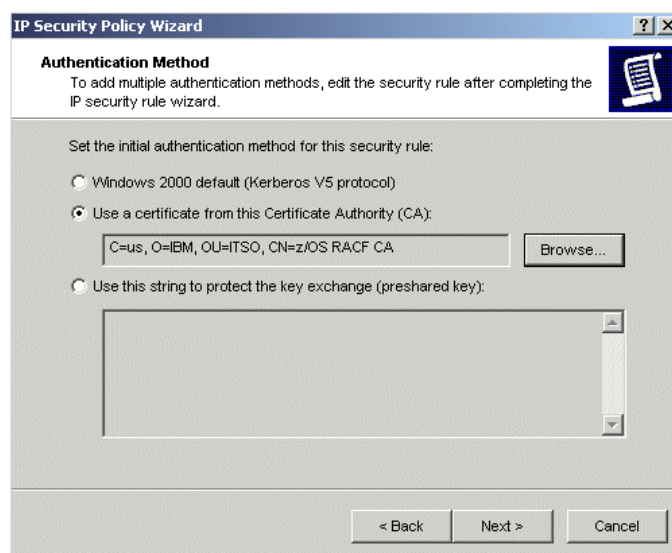 IP Security Policy Wizard
Authentication Method
To add multiple authentication methods, edit the security rule after completing the
IP security rule wizard.
Set the initial authentication method for this security rule:
Windows 2000 default (Kerberos V5 protocol)
Use a certificate from this Certificate Authority (CA):
C=us, O=IBM, OU=ITSO, CN=z/OS RACF CA
Browse...
Use this string to protect the key exchange (preshared key):
< Back
Next >
Cancel